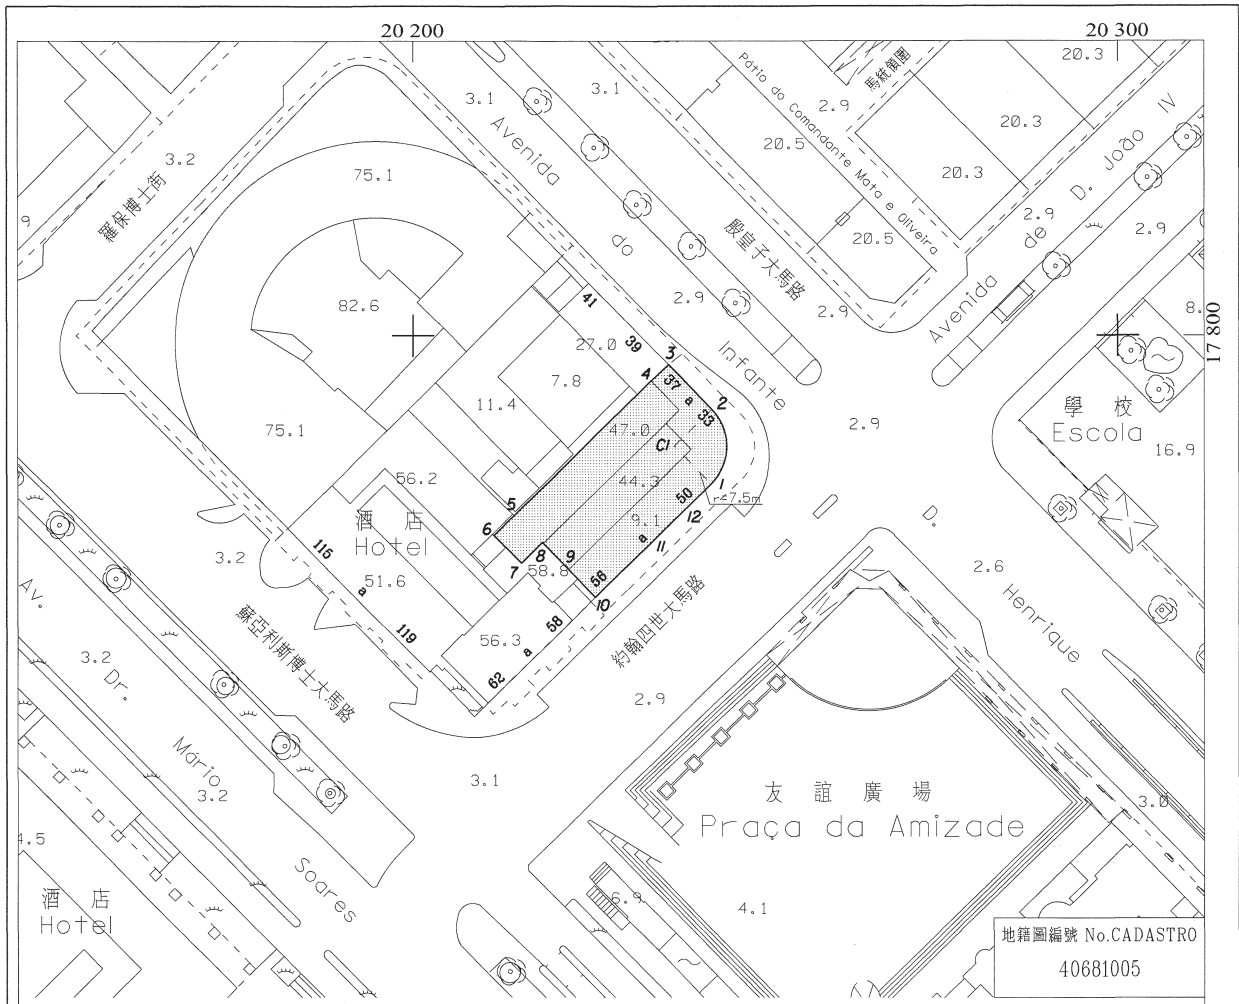 20 200
20 300
17 800
3.1
3.1
2.9
馬統領圍
20.3
20.3
20.3
20.5
20.5
Pátio do Comandante Mata e Oliveira
Avenida
do
Infante
D.
Henrique
殷皇子大馬路
Avenida
de
D.
João
IV
2.9
2.9
3.2
羅保博士街
75.1
82.6
75.1
2.9
2.9
8.
9
41
39
27.0
7.8
11.4
3
4
37
a
2
33
47.0
C1
44.3
1
50
r=7.5m
12
9.1
a
11
5
6
7
8
9
58.8
56
10
學 校
Escola
16.9
2.9
56.2
酒 店
Hotel
51.6
115
a
119
56.3
58
a
62
3.2
約翰四世大馬路
2.6
蘇亞利斯博士大馬路
Av.
Dr.
Mário
Soares
3.2
3.2
2.9
3.1
友 誼 廣 場
Praça da Amizade
3.0
4.5
酒 店
Hotel
6.9
4.1
地籍圖編號 No.CADASTRO
40681005